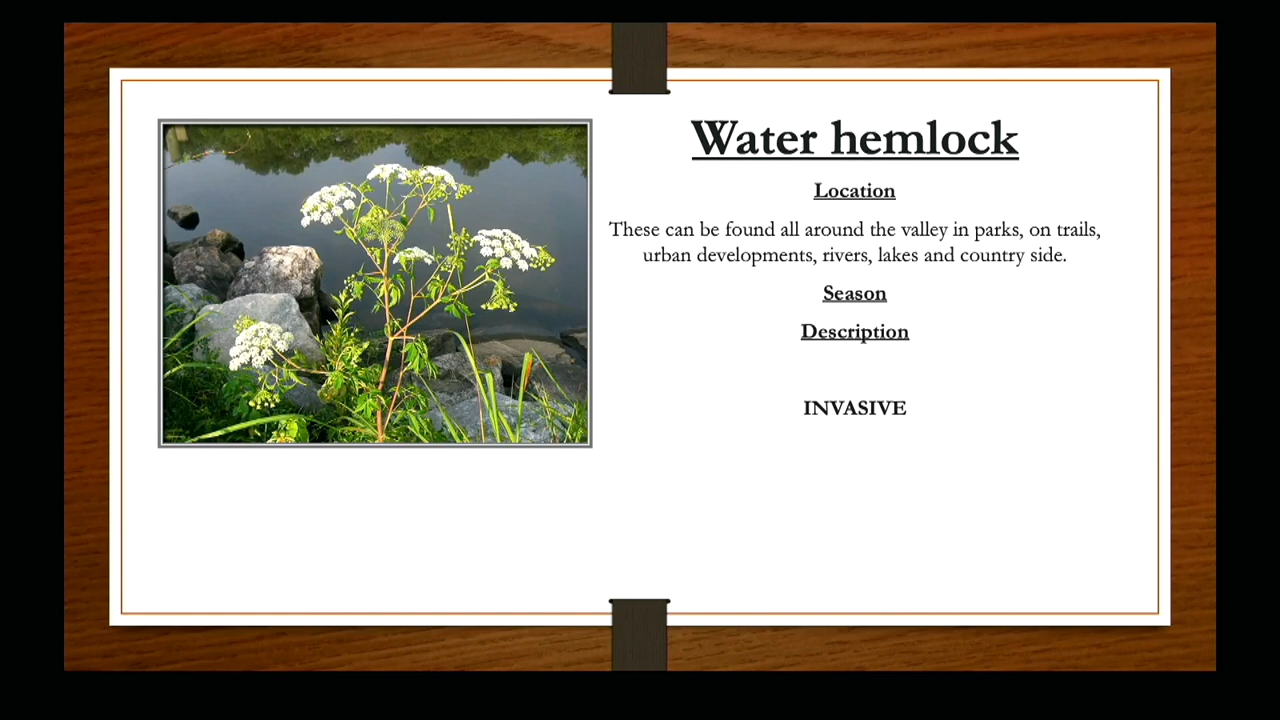 Water hemlock
Location
These can be found all around the valley in parks, on trails,
urban developments, rivers, lakes and country side.
Season
Description
INVASIVE